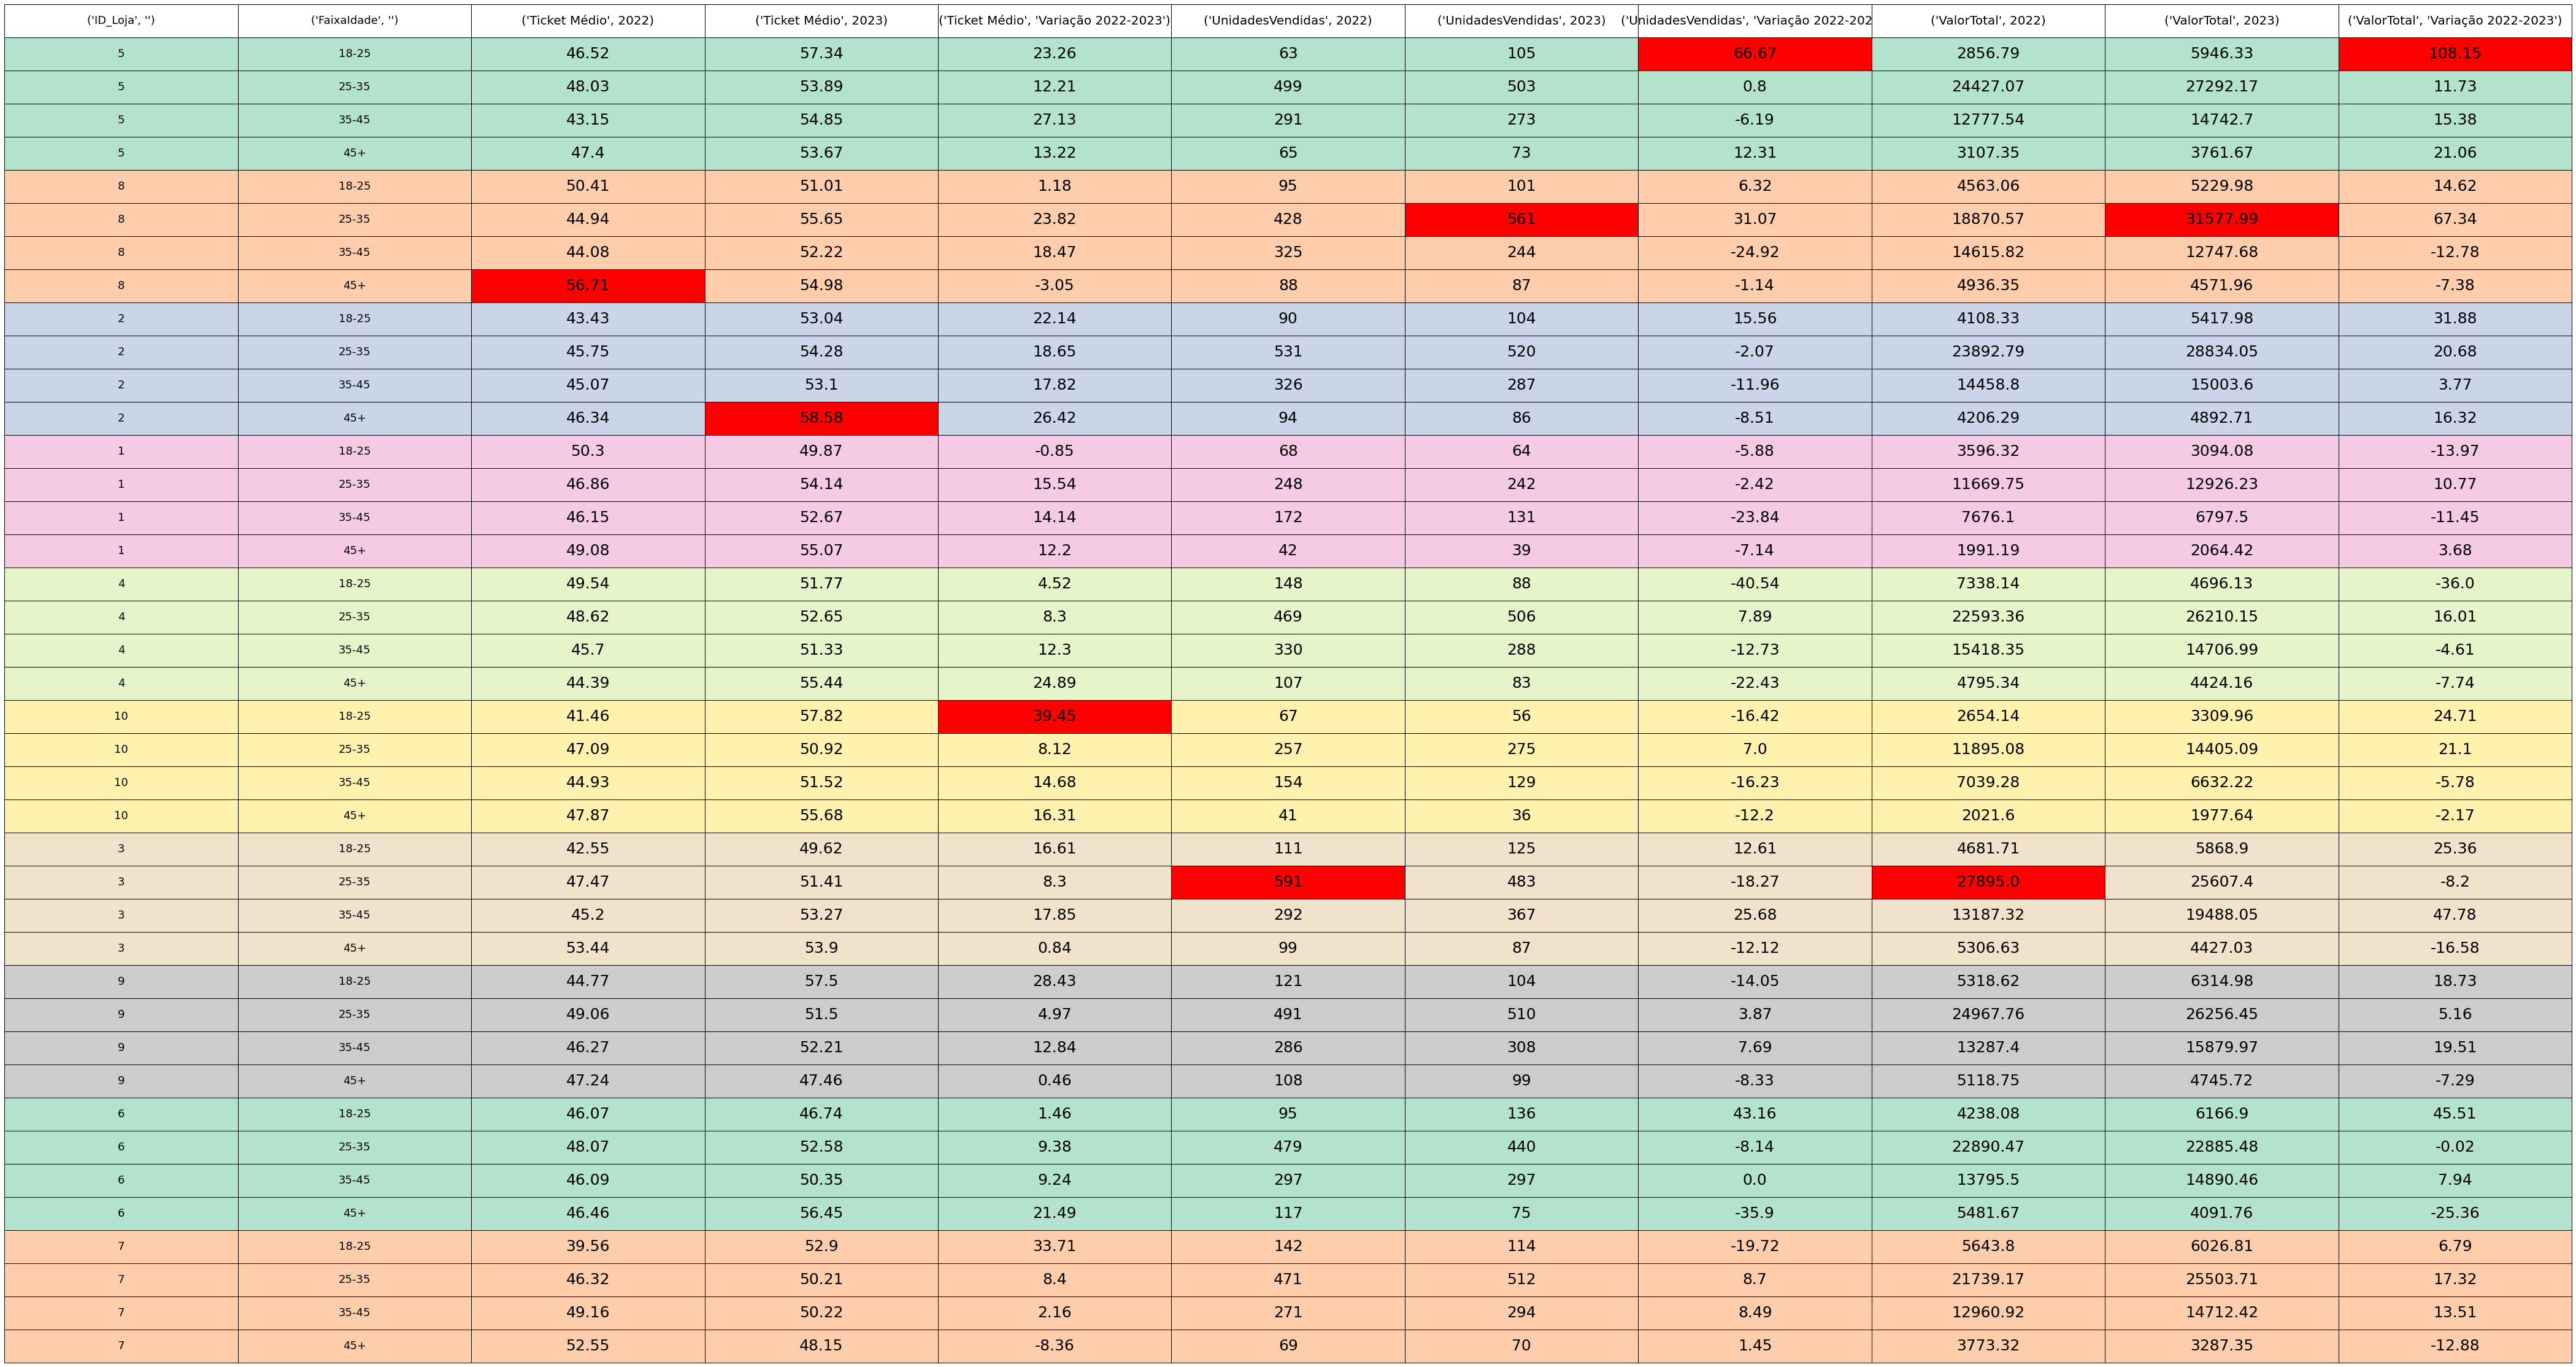 ('ID_Loja', '') ('FaixaIdade', '') ('Ticket Médio', 2022) ('Ticket Médio', 2023) ('Ticket Médio', 'Variação 2022-2023') ('UnidadesVendidas', 2022) ('UnidadesVendidas', 2023) ('UnidadesVendidas', 'Variação 2022-202 ('ValorTotal', 2022) ('ValorTotal', 2023) ('ValorTotal', 'Variação 2022-2023')
5 18-25 46.52 57.34 23.26 63 105 66.67 2856.79 5946.33 108.15
5 25-35 48.03 53.89 12.21 499 503 0.8 24427.07 27292.17 11.73
5 35-45 43.15 54.85 27.13 291 273 -6.19 12777.54 14742.7 15.38
5 45+ 47.4 53.67 13.22 65 73 12.31 3107.35 3761.67 21.06
8 18-25 50.41 51.01 1.18 95 101 6.32 4563.06 5229.98 14.62
8 25-35 44.94 55.65 23.82 428 561 31.07 18870.57 31577.99 67.34
8 35-45 44.08 52.22 18.47 325 244 -24.92 14615.82 12747.68 -12.78
8 45+ 56.71 54.98 -3.05 88 87 -1.14 4936.35 4571.96 -7.38
2 18-25 43.43 53.04 22.14 90 104 15.56 4108.33 5417.98 31.88
2 25-35 45.75 54.28 18.65 531 520 -2.07 23892.79 28834.05 20.68
2 35-45 45.07 53.1 17.82 326 287 -11.96 14458.8 15003.6 3.77
2 45+ 46.34 58.58 26.42 94 86 -8.51 4206.29 4892.71 16.32
1 18-25 50.3 49.87 -0.85 68 64 -5.88 3596.32 3094.08 -13.97
1 25-35 46.86 54.14 15.54 248 242 -2.42 11669.75 12926.23 10.77
1 35-45 46.15 52.67 14.14 172 131 -23.84 7676.1 6797.5 -11.45
1 45+ 49.08 55.07 12.2 42 39 -7.14 1991.19 2064.42 3.68
4 18-25 49.54 51.77 4.52 148 88 -40.54 7338.14 4696.13 -36.0
4 25-35 48.62 52.65 8.3 469 506 7.89 22593.36 26210.15 16.01
4 35-45 45.7 51.33 12.3 330 288 -12.73 15418.35 14706.99 -4.61
4 45+ 44.39 55.44 24.89 107 83 -22.43 4795.34 4424.16 -7.74
10 18-25 41.46 57.82 39.45 67 56 -16.42 2654.14 3309.96 24.71
10 25-35 47.09 50.92 8.12 257 275 7.0 11895.08 14405.09 21.1
10 35-45 44.93 51.52 14.68 154 129 -16.23 7039.28 6632.22 -5.78
10 45+ 47.87 55.68 16.31 41 36 -12.2 2021.6 1977.64 -2.17
3 18-25 42.55 49.62 16.61 111 125 12.61 4681.71 5868.9 25.36
3 25-35 47.47 51.41 8.3 591 483 -18.27 27895.0 25607.4 -8.2
3 35-45 45.2 53.27 17.85 292 367 25.68 13187.32 19488.05 47.78
3 45+ 53.44 53.9 0.84 99 87 -12.12 5306.63 4427.03 -16.58
9 18-25 44.77 57.5 28.43 121 104 -14.05 5318.62 6314.98 18.73
9 25-35 49.06 51.5 4.97 491 510 3.87 24967.76 26256.45 5.16
9 35-45 46.27 52.21 12.84 286 308 7.69 13287.4 15879.97 19.51
9 45+ 47.24 47.46 0.46 108 99 -8.33 5118.75 4745.72 -7.29
6 18-25 46.07 46.74 1.46 95 136 43.16 4238.08 6166.9 45.51
6 25-35 48.07 52.58 9.38 479 440 -8.14 22890.47 22885.48 -0.02
6 35-45 46.09 50.35 9.24 297 297 0.0 13795.5 14890.46 7.94
6 45+ 46.46 56.45 21.49 117 75 -35.9 5481.67 4091.76 -25.36
7 18-25 39.56 52.9 33.71 142 114 -19.72 5643.8 6026.81 6.79
7 25-35 46.32 50.21 8.4 471 512 8.7 21739.17 25503.71 17.32
7 35-45 49.16 50.22 2.16 271 294 8.49 12960.92 14712.42 13.51
7 45+ 52.55 48.15 -8.36 69 70 1.45 3773.32 3287.35 -12.88